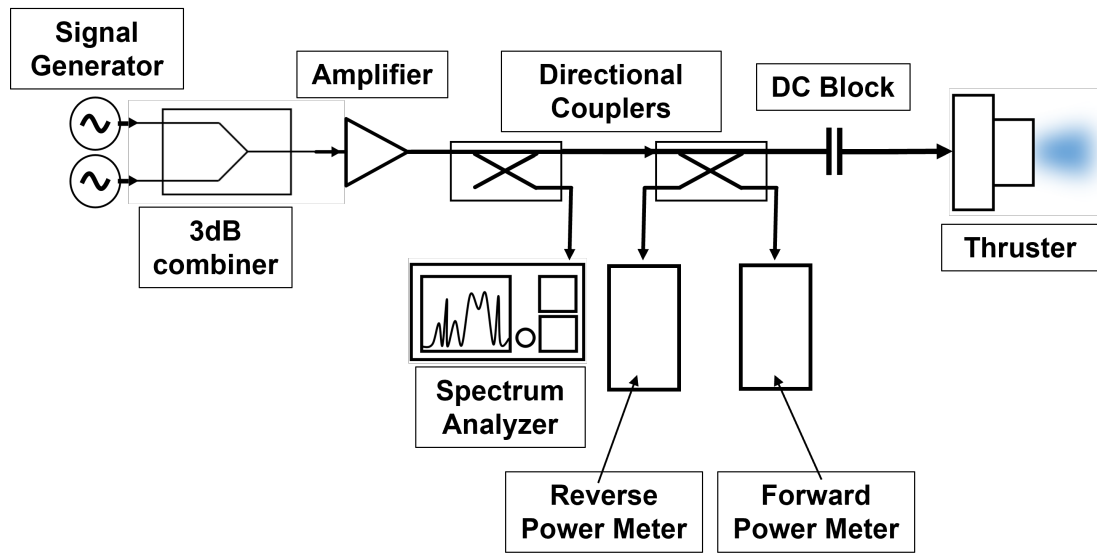 Signal
Generator
Amplifier
Directional
Couplers
DC Block
3dB
combiner
Thruster
Spectrum
Analyzer
Reverse
Power Meter
Forward
Power Meter